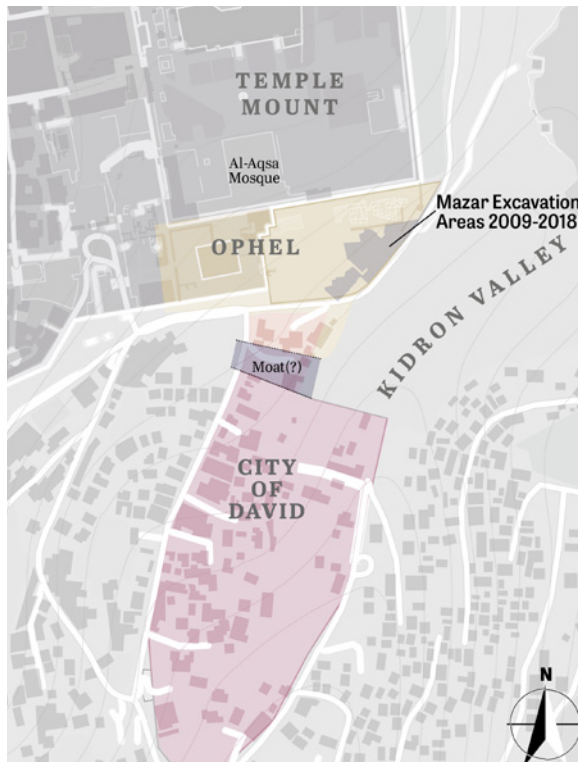 TEMPLE
MOUNT
Al-Aqsa
Mosque
Mazar Excavation
Areas 2009-2018
OPHEL
KIDRON VALLEY
Moat(?)
CITY
OF
DAVID
N